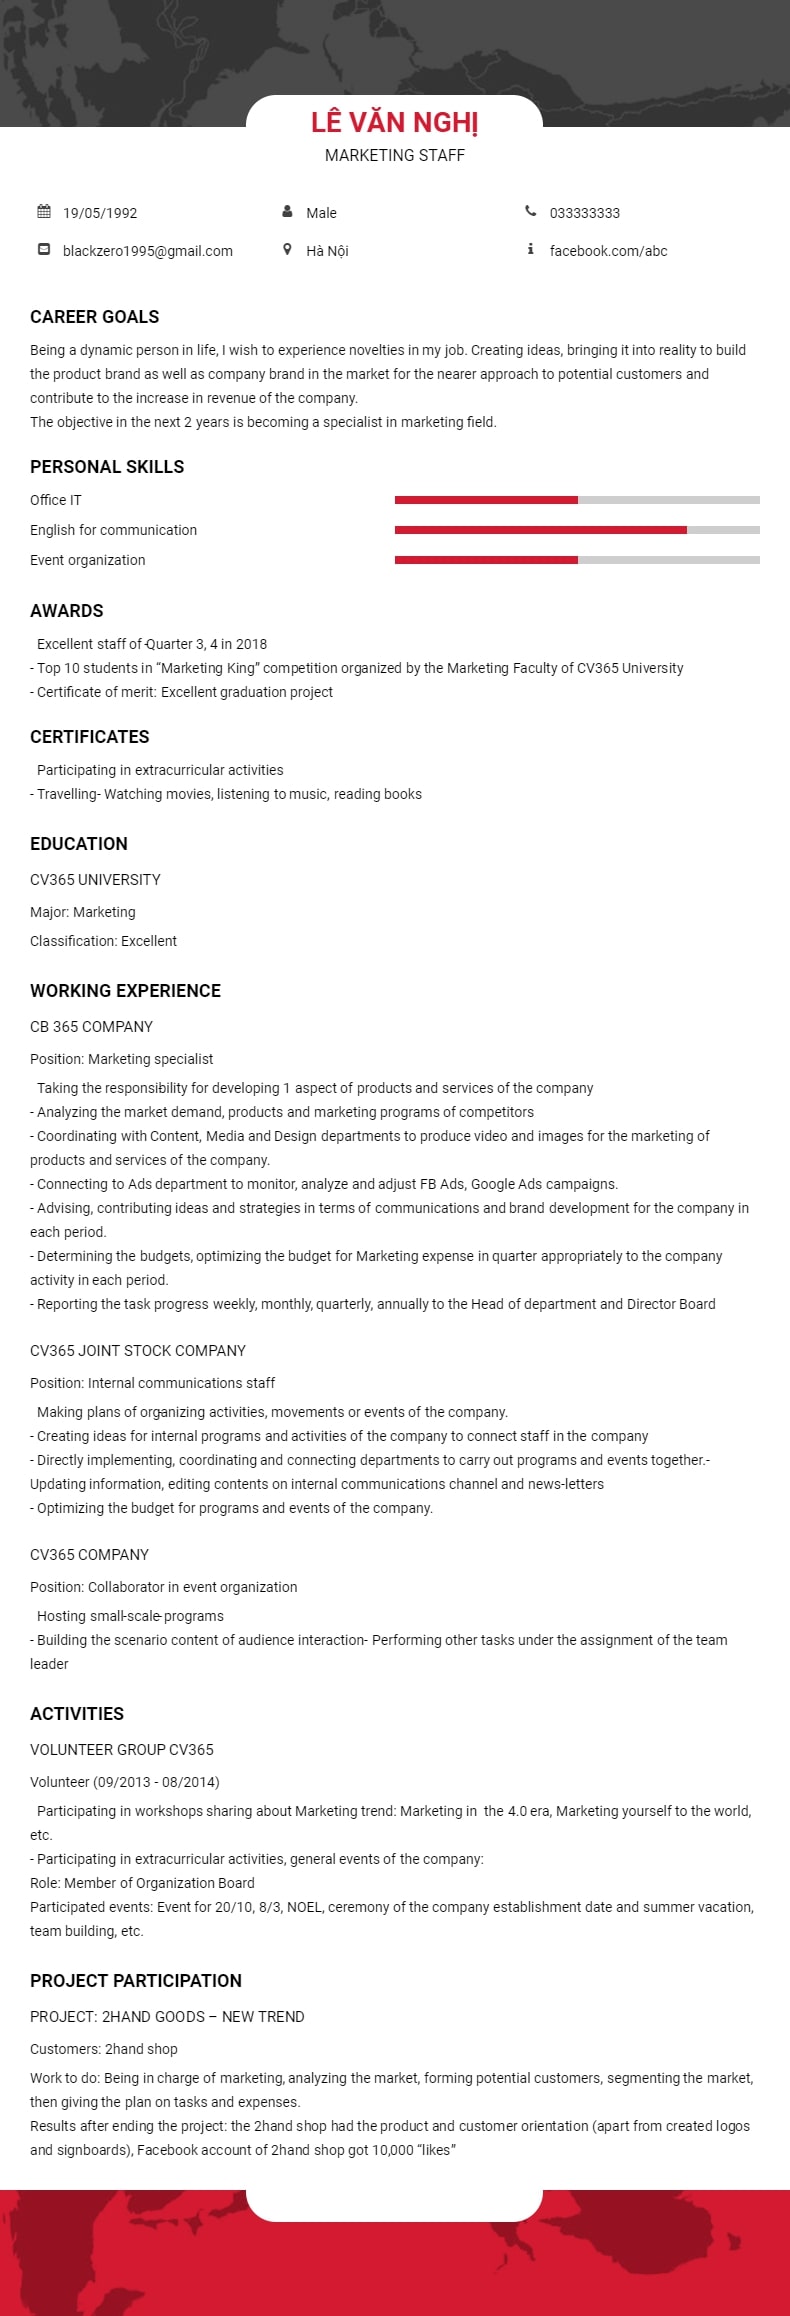 LÊ VĂN NGHỊ
MARKETING STAFF
19/05/1992
Male
033333333
blackzero1995@gmail.com
Hà Nội
facebook.com/abc
CAREER GOALS
Being a dynamic person in life, I wish to experience novelties in my job. Creating ideas, bringing it into reality to build
the product brand as well as company brand in the market for the nearer approach to potential customers and
contribute to the increase in revenue of the company.
The objective in the next 2 years is becoming a specialist in marketing field.
PERSONAL SKILLS
Office IT
English for communication
Event organization
AWARDS
Excellent staff of -Quarter 3, 4 in 2018
- Top 10 students in “Marketing King” competition organized by the Marketing Faculty of CV365 University
- Certificate of merit: Excellent graduation project
CERTIFICATES
Participating in extracurricular activities
- Travelling- Watching movies, listening to music, reading books
EDUCATION
CV365 UNIVERSITY
Major: Marketing
Classification: Excellent
WORKING EXPERIENCE
CB 365 COMPANY
Position: Marketing specialist
Taking the responsibility for developing 1 aspect of products and services of the company
- Analyzing the market demand, products and marketing programs of competitors
- Coordinating with Content, Media and Design departments to produce video and images for the marketing of
products and services of the company.
- Connecting to Ads department to monitor, analyze and adjust FB Ads, Google Ads campaigns.
- Advising, contributing ideas and strategies in terms of communications and brand development for the company in
each period.
- Determining the budgets, optimizing the budget for Marketing expense in quarter appropriately to the company
activity in each period.
- Reporting the task progress weekly, monthly, quarterly, annually to the Head of department and Director Board
CV365 JOINT STOCK COMPANY
Position: Internal communications staff
Making plans of organizing activities, movements or events of the company.
- Creating ideas for internal programs and activities of the company to connect staff in the company
- Directly implementing, coordinating and connecting departments to carry out programs and events together.-
Updating information, editing contents on internal communications channel and news-letters
- Optimizing the budget for programs and events of the company.
CV365 COMPANY
Position: Collaborator in event organization
Hosting small-scale- programs
- Building the scenario content of audience interaction- Performing other tasks under the assignment of the team
leader
ACTIVITIES
VOLUNTEER GROUP CV365
Volunteer (09/2013 - 08/2014)
Participating in workshops sharing about Marketing trend: Marketing in the 4.0 era, Marketing yourself to the world,
etc.
- Participating in extracurricular activities, general events of the company:
Role: Member of Organization Board
Participated events: Event for 20/10, 8/3, NOEL, ceremony of the company establishment date and summer vacation,
team building, etc.
PROJECT PARTICIPATION
PROJECT: 2HAND GOODS – NEW TREND
Customers: 2hand shop
Work to do: Being in charge of marketing, analyzing the market, forming potential customers, segmenting the market,
then giving the plan on tasks and expenses.
Results after ending the project: the 2hand shop had the product and customer orientation (apart from created logos
and signboards), Facebook account of 2hand shop got 10,000 “likes”